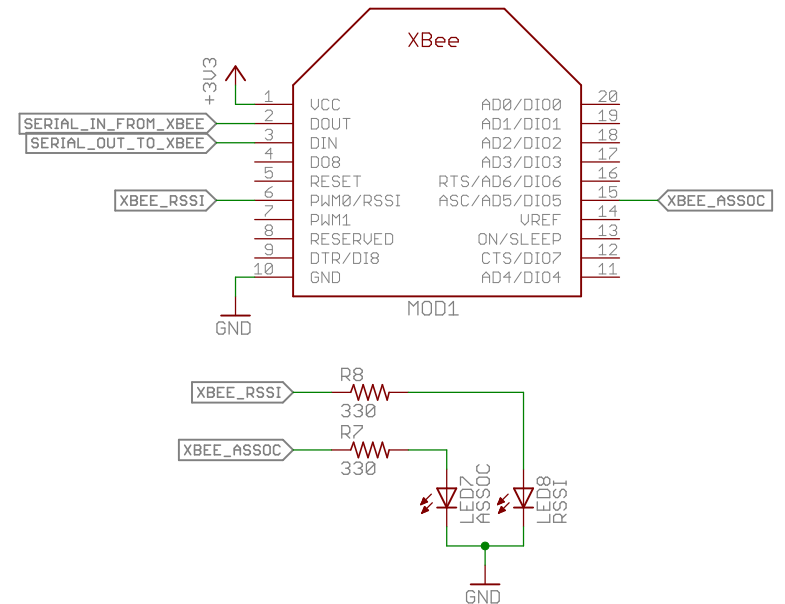 XBee
+3V3
1 VCC AD0/DIO0 20
SERIAL_IN_FROM_XBEE 2 DOUT AD1/DIO1 19
SERIAL_OUT_TO_XBEE 3 DIN AD2/DIO2 18
4 DO8 AD3/DIO3 17
5 RESET RTS/AD6/DIO6 16
XBEE_RSSI 6 PWM0/RSSI ASC/AD5/DIO5 15 XBEE_ASSOC
7 PWM1 VREF 14
8 RESERVED ON/SLEEP 13
9 DTR/DI8 CTS/DIO7 12
10 GND AD4/DIO4 11
MOD1
GND
R8
XBEE_RSSI
330
R7
XBEE_ASSOC
330
LED7
ASSOC
LED8
RSSI
GND